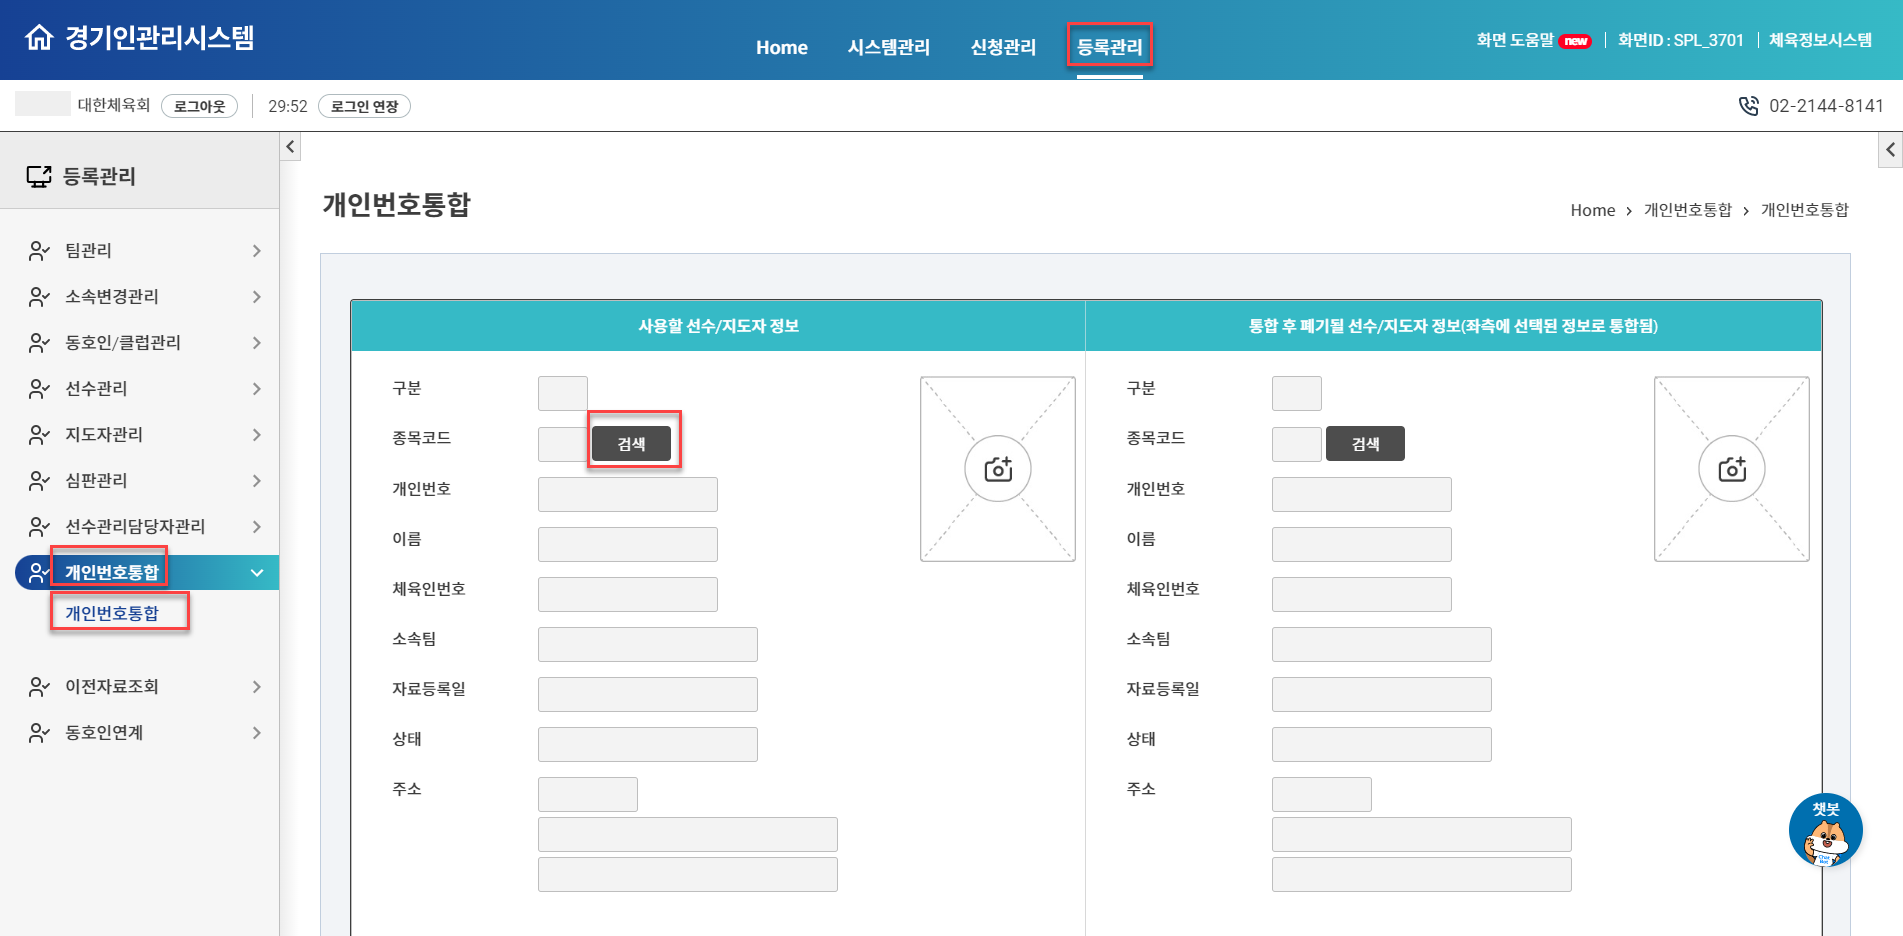 경기인관리시스템
Home 시스템관리 신청관리 등록관리
화면 도움말 new 화면ID : SPL_3701 체육정보시스템
대한체육회 로그아웃 29:52 로그인 연장
02-2144-8141
등록관리
팀관리
소속변경관리
동호인/클럽관리
선수관리
지도자관리
심판관리
선수관리담당자관리
개인번호통합
개인번호통합
이전자료조회
동호인연계
개인번호통합
Home > 개인번호통합 > 개인번호통합
사용할 선수/지도자 정보
구분
종목코드 검색
개인번호
이름
체육인번호
소속팀
자료등록일
상태
주소
통합 후 폐기될 선수/지도자 정보(좌측에 선택된 정보로 통합됨)
구분
종목코드 검색
개인번호
이름
체육인번호
소속팀
자료등록일
상태
주소
챗봇
Chat
Bot